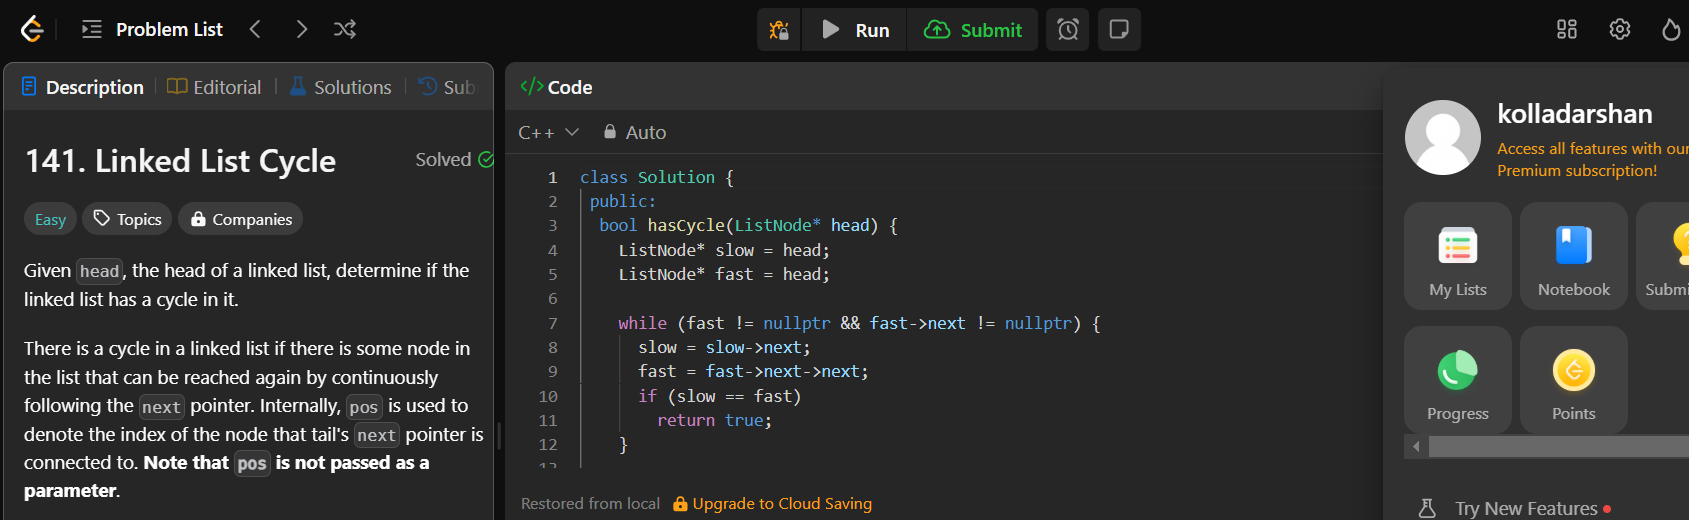 Problem List
Run
Submit
Description
Editorial
Solutions
Sub
Code
C++
Auto
141. Linked List Cycle
Solved
Easy
Topics
Companies
Given head, the head of a linked list, determine if the
linked list has a cycle in it.
There is a cycle in a linked list if there is some node in
the list that can be reached again by continuously
following the next pointer. Internally, pos is used to
denote the index of the node that tail's next pointer is
connected to. Note that pos is not passed as a
parameter.
1 class Solution {
2 public:
3 bool hasCycle(ListNode* head) {
4 ListNode* slow = head;
5 ListNode* fast = head;
6
7 while (fast != nullptr && fast->next != nullptr) {
8 slow = slow->next;
9 fast = fast->next->next;
10 if (slow == fast)
11 return true;
12 }
Restored from local
Upgrade to Cloud Saving
kolladarshan
Access all features with our
Premium subscription!
My Lists
Notebook
Submi
Progress
Points
Try New Features